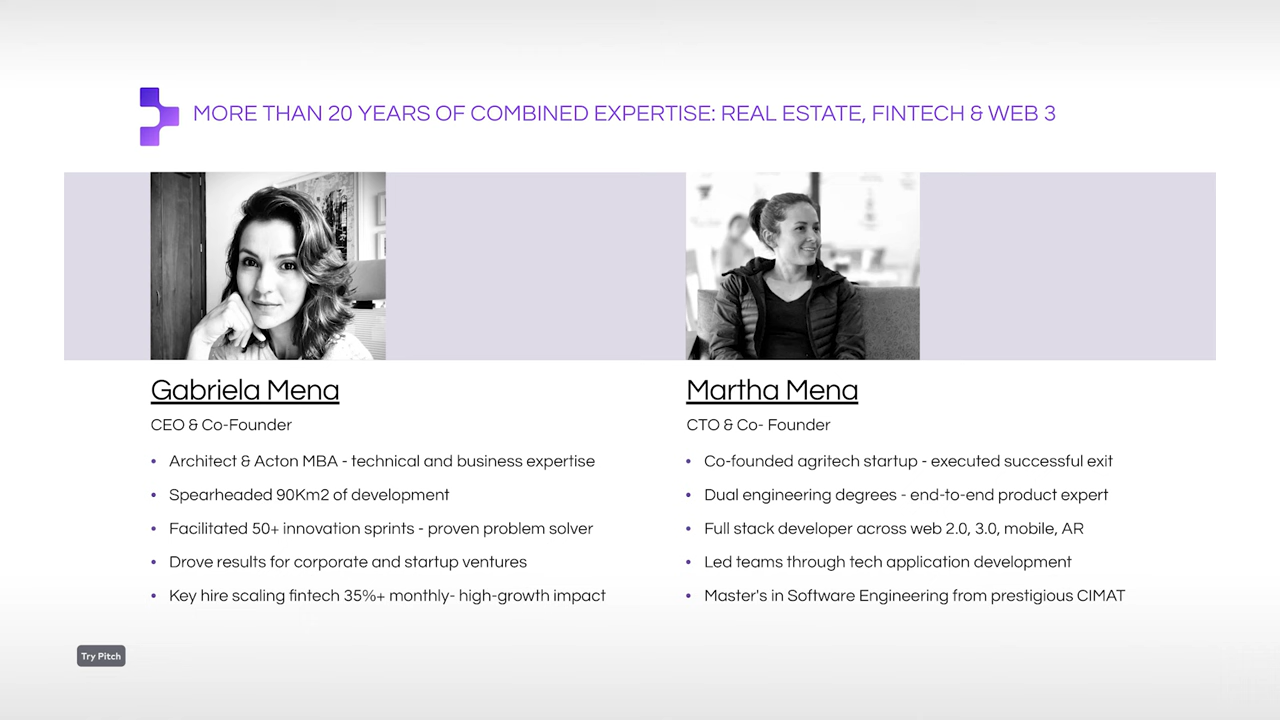 MORE THAN 20 YEARS OF COMBINED EXPERTISE: REAL ESTATE, FINTECH & WEB 3
Gabriela Mena
CEO & Co-Founder
• Architect & Acton MBA - technical and business expertise
• Spearheaded 90Km2 of development
• Facilitated 50+ innovation sprints - proven problem solver
• Drove results for corporate and startup ventures
• Key hire scaling fintech 35%+ monthly- high-growth impact
Martha Mena
CTO & Co- Founder
• Co-founded agritech startup - executed successful exit
• Dual engineering degrees - end-to-end product expert
• Full stack developer across web 2.0, 3.0, mobile, AR
• Led teams through tech application development
• Master's in Software Engineering from prestigious CIMAT
Try Pitch